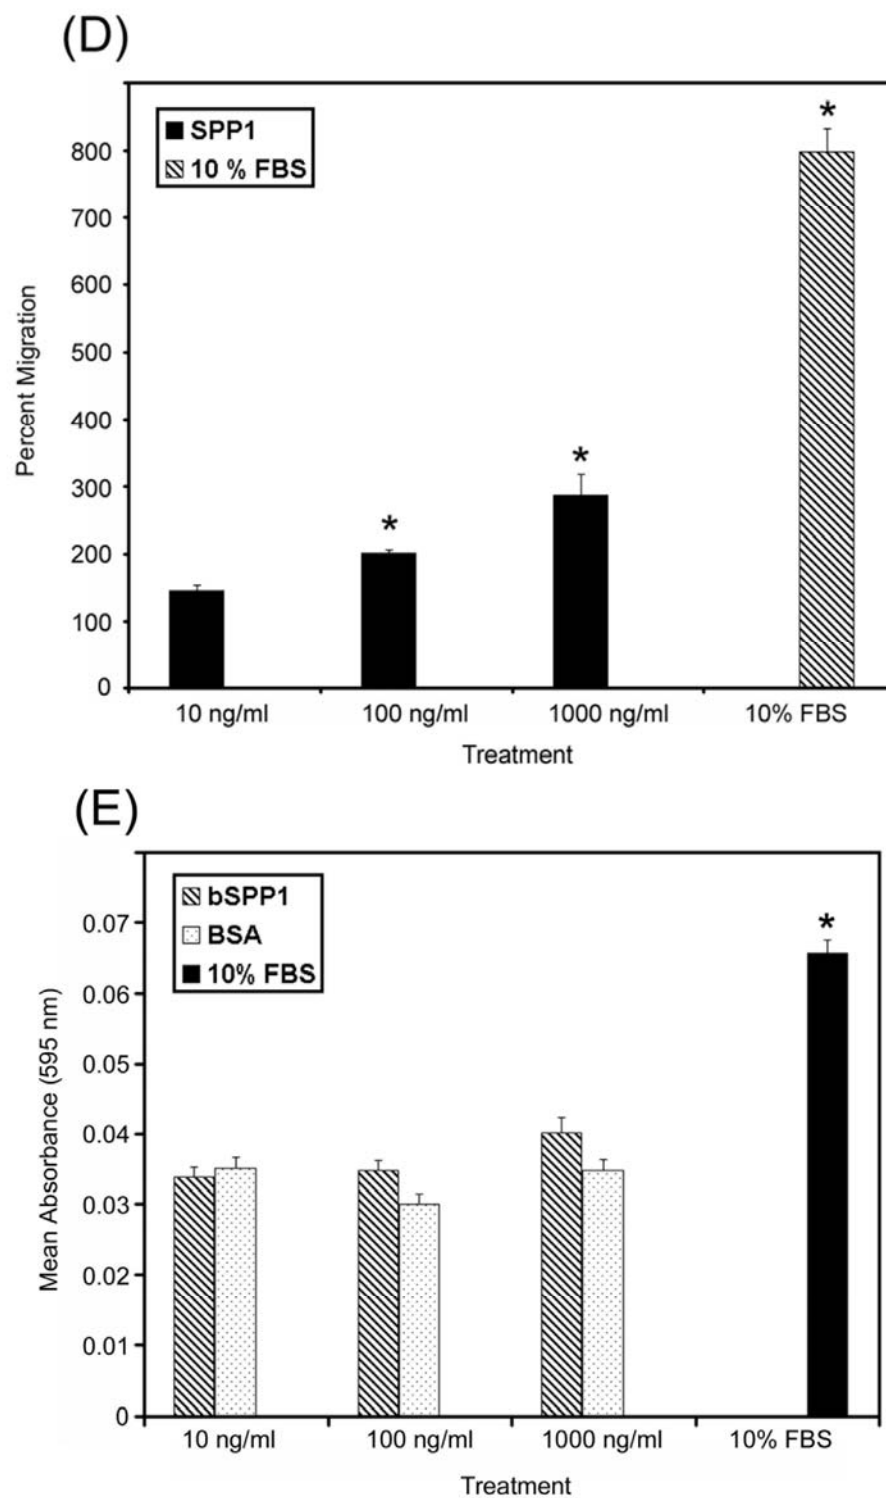 (D)
SPP1
10 % FBS
*
800
700
600
500
400
300
200
100
0
*
*
Percent Migration
10 ng/ml 100 ng/ml 1000 ng/ml 10% FBS
Treatment
(E)
bSPP1
BSA
10% FBS
*
0.07
0.06
0.05
0.04
0.03
0.02
0.01
0
Mean Absorbance (595 nm)
10 ng/ml 100 ng/ml 1000 ng/ml 10% FBS
Treatment